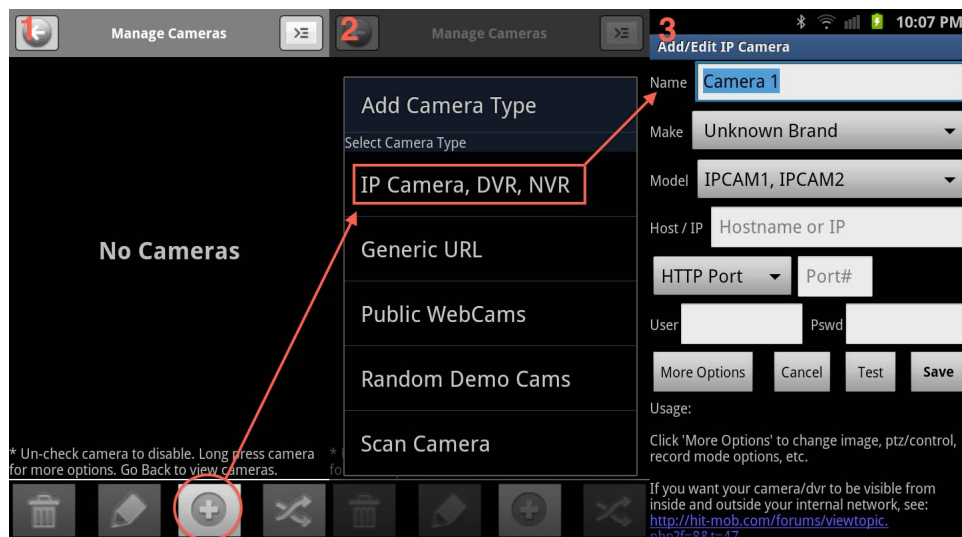 1
Manage Cameras
No Cameras
* Un-check camera to disable. Long press camera
for more options. Go Back to view cameras.
2
Manage Cameras
Add Camera Type
Select Camera Type
IP Camera, DVR, NVR
Generic URL
Public WebCams
Random Demo Cams
Scan Camera
3
10:07 PM
Add/Edit IP Camera
Name Camera 1
Make Unknown Brand
Model IPCAM1, IPCAM2
Host / IP Hostname or IP
HTTP Port Port#
User Pswd
More Options Cancel Test Save
Usage:
Click 'More Options' to change image, ptz/control,
record mode options, etc.
If you want your camera/dvr to be visible from
inside and outside your internal network, see:
http://hit-mob.com/forums/viewtopic.
php?f=8&t=47